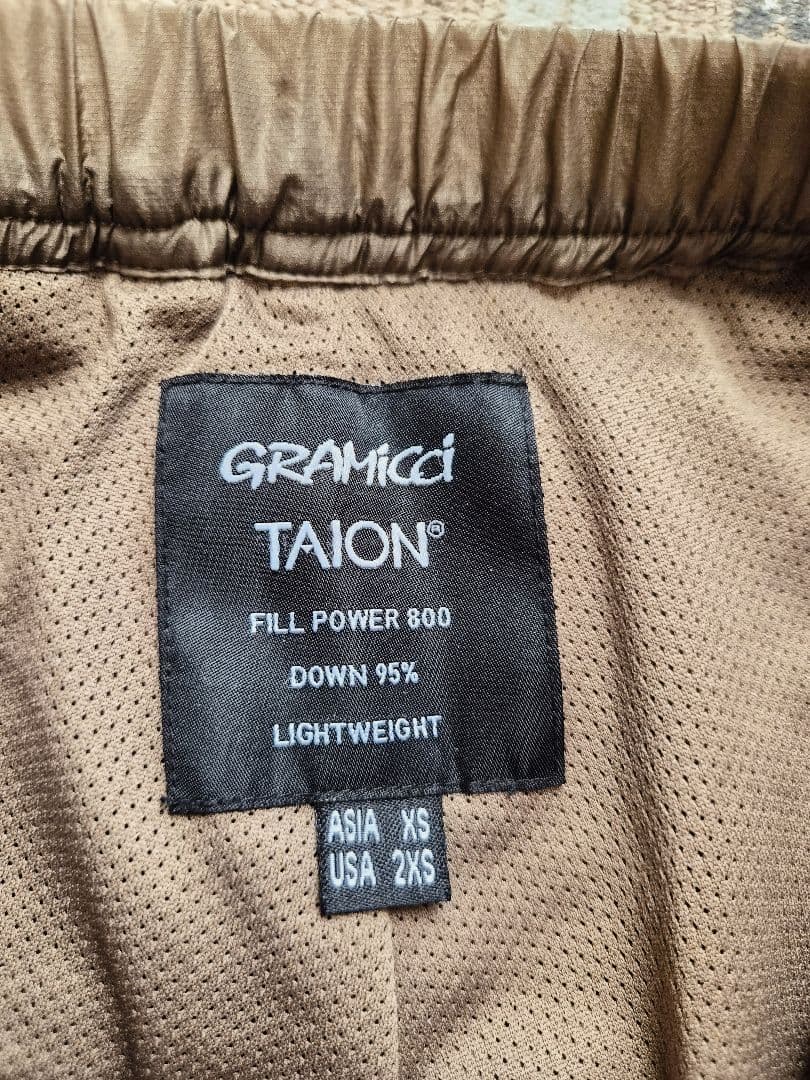 GRAMicci
TAION®
FILL POWER 800
DOWN 95%
LIGHTWEIGHT
ASIA XS
USA 2XS